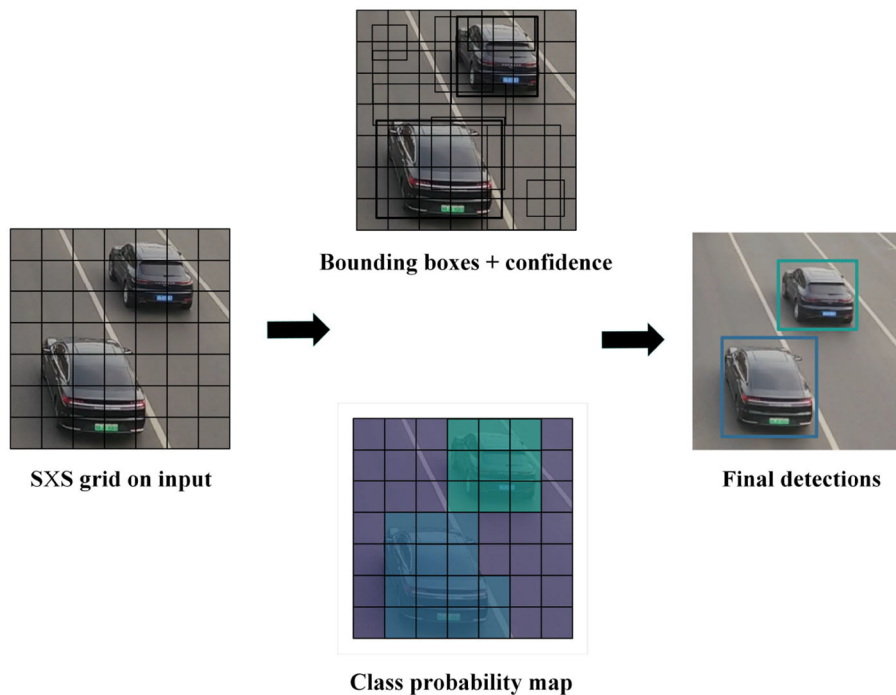 Bounding boxes + confidence
SXS grid on input
Final detections
Class probability map